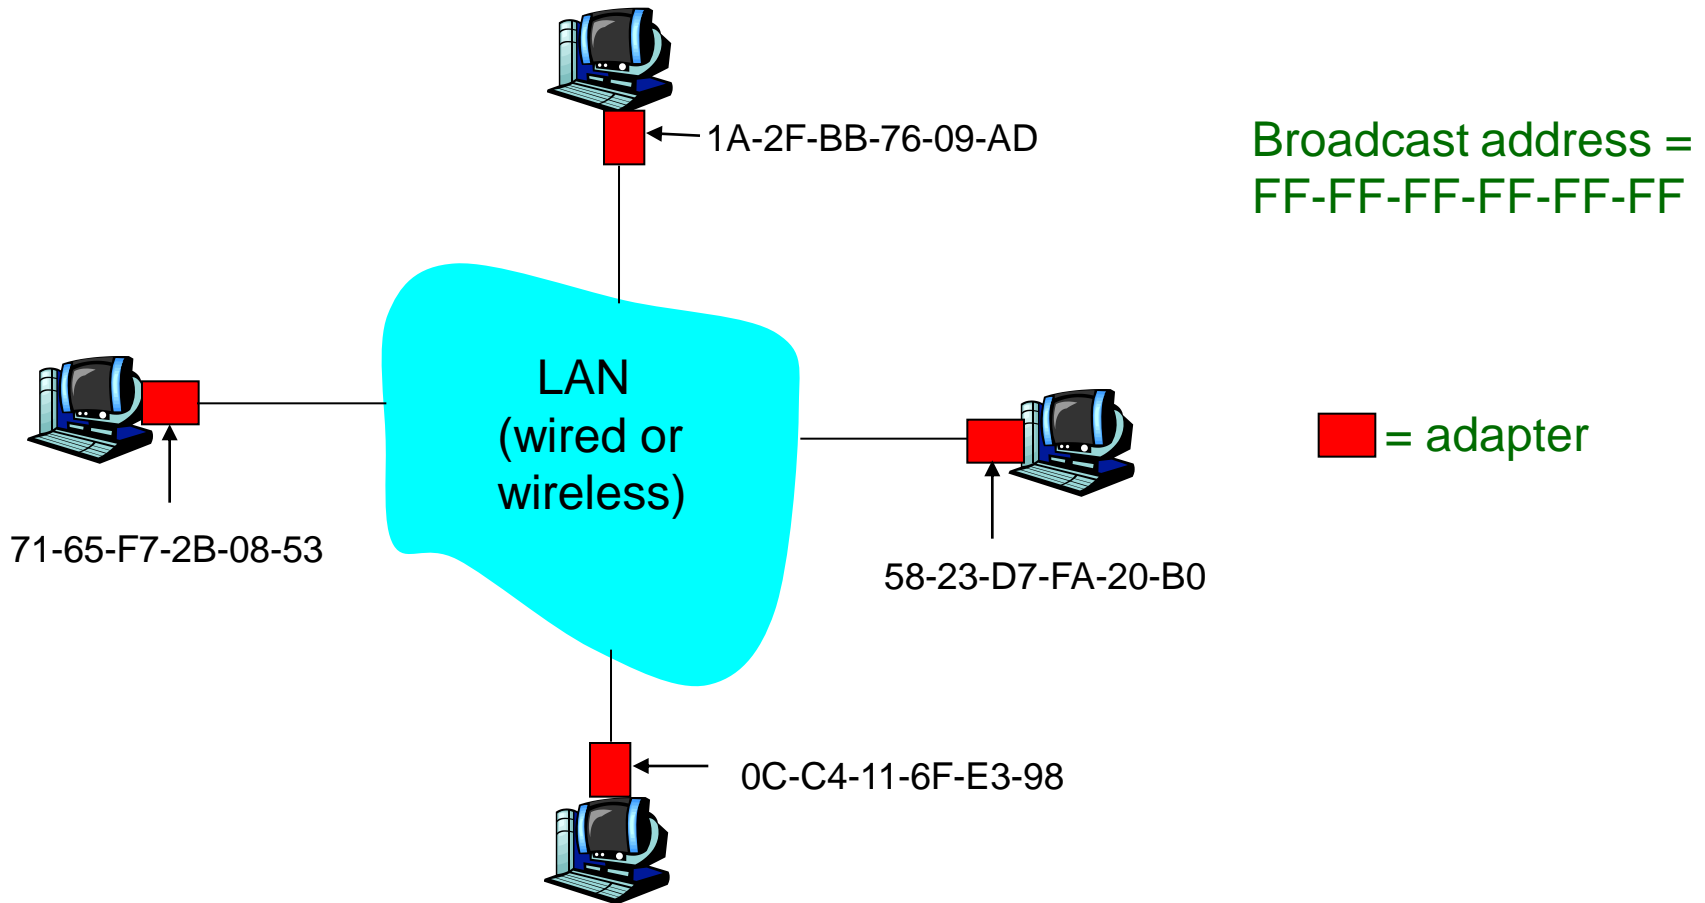 1A-2F-BB-76-09-AD
Broadcast address =
FF-FF-FF-FF-FF-FF
LAN
(wired or
wireless)
= adapter
71-65-F7-2B-08-53
58-23-D7-FA-20-B0
0C-C4-11-6F-E3-98